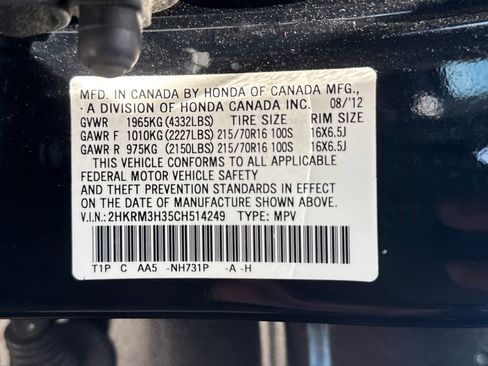 MFD. IN CANADA BY HONDA OF CANADA MFG.,
A DIVISION OF HONDA CANADA INC. 08/'12
GVWR 1965KG (4332LBS) TIRE SIZE RIM SIZE
GAWR F 1010KG (2227LBS) 215/70R16 100S 16X6.5J
GAWR R 975KG (2150LBS) 215/70R16 100S 16X6.5J
THIS VEHICLE CONFORMS TO ALL APPLICABLE
FEDERAL MOTOR VEHICLE SAFETY
AND THEFT PREVENTION STANDARDS IN EFFECT
ON THE DATE OF MANUFACTURE SHOWN ABOVE.
V.I.N.: 2HKRM3H35CH514249 TYPE: MPV
T1P C AA5 -NH731P -A -H